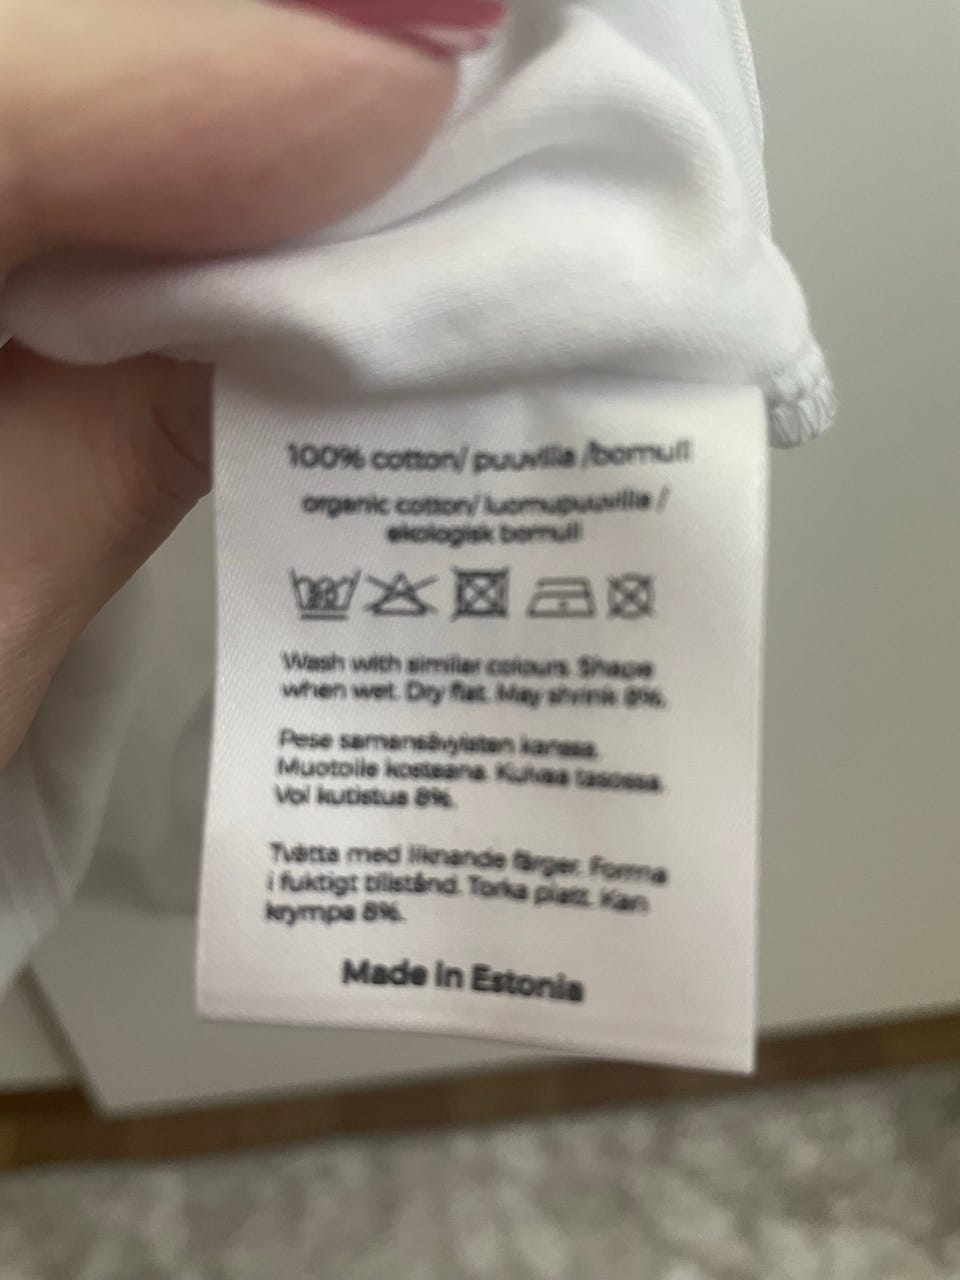 100% cotton/ puuvilla /bomull
organic cotton/ luomupuuvilla /
ekologisk bomull
Wash with similar colours. Shape
when wet. Dry flat. May shrink 8%.
Pese samansävyisten kanssa.
Muotoile kosteana. Kuivaa tasossa.
Voi kutistua 8%.
Tvätta med liknande färger. Forma
i fuktigt tillstånd. Torka platt. Kan
krympa 8%.
Made in Estonia